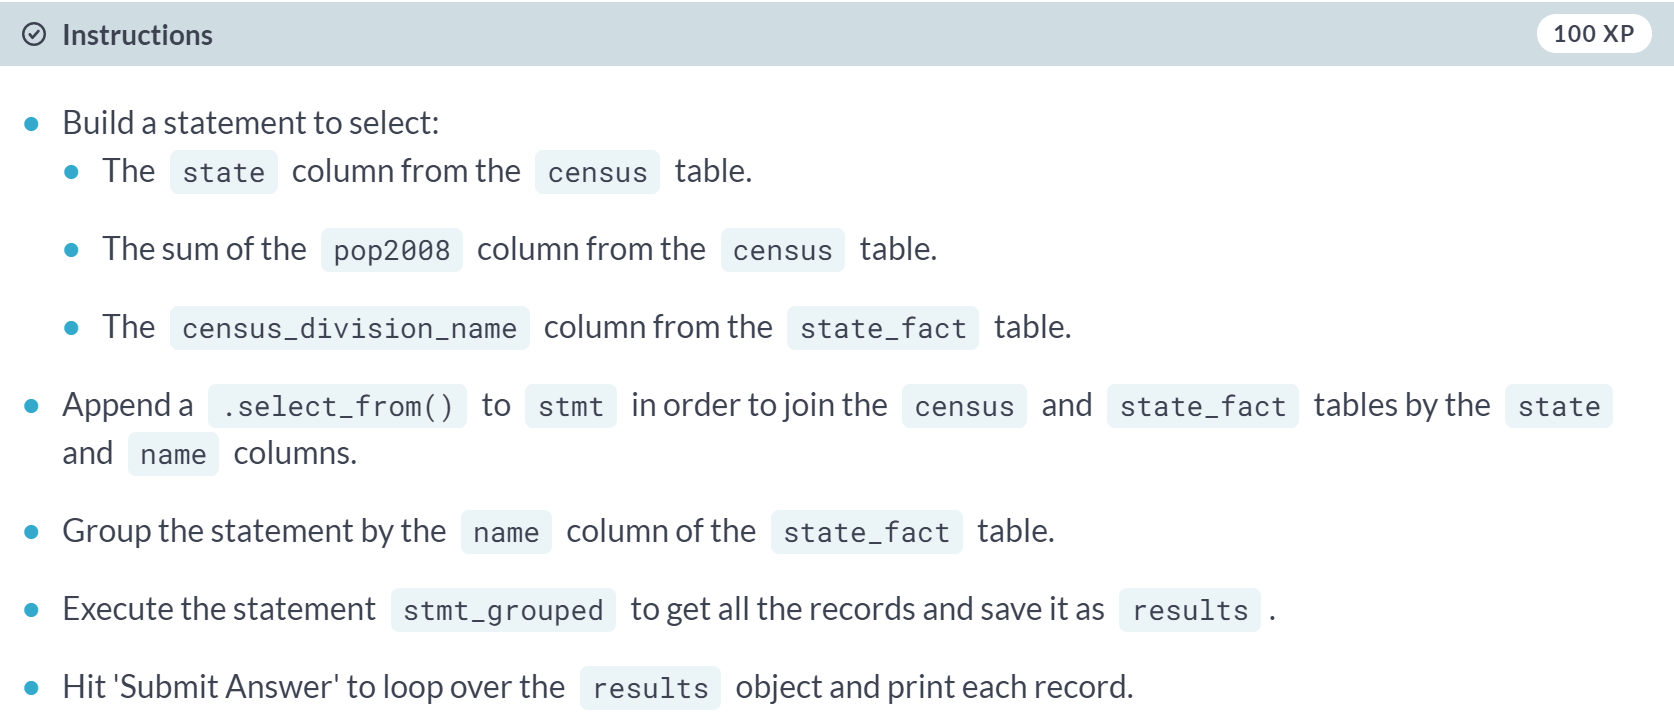 Instructions
100 XP
Build a statement to select:
The state column from the census table.
The sum of the pop2008 column from the census table.
The census_division_name column from the state_fact table.
Append a .select_from() to stmt in order to join the census and state_fact tables by the state
and name columns.
Group the statement by the name column of the state_fact table.
Execute the statement stmt_grouped to get all the records and save it as results .
Hit 'Submit Answer' to loop over the results object and print each record.